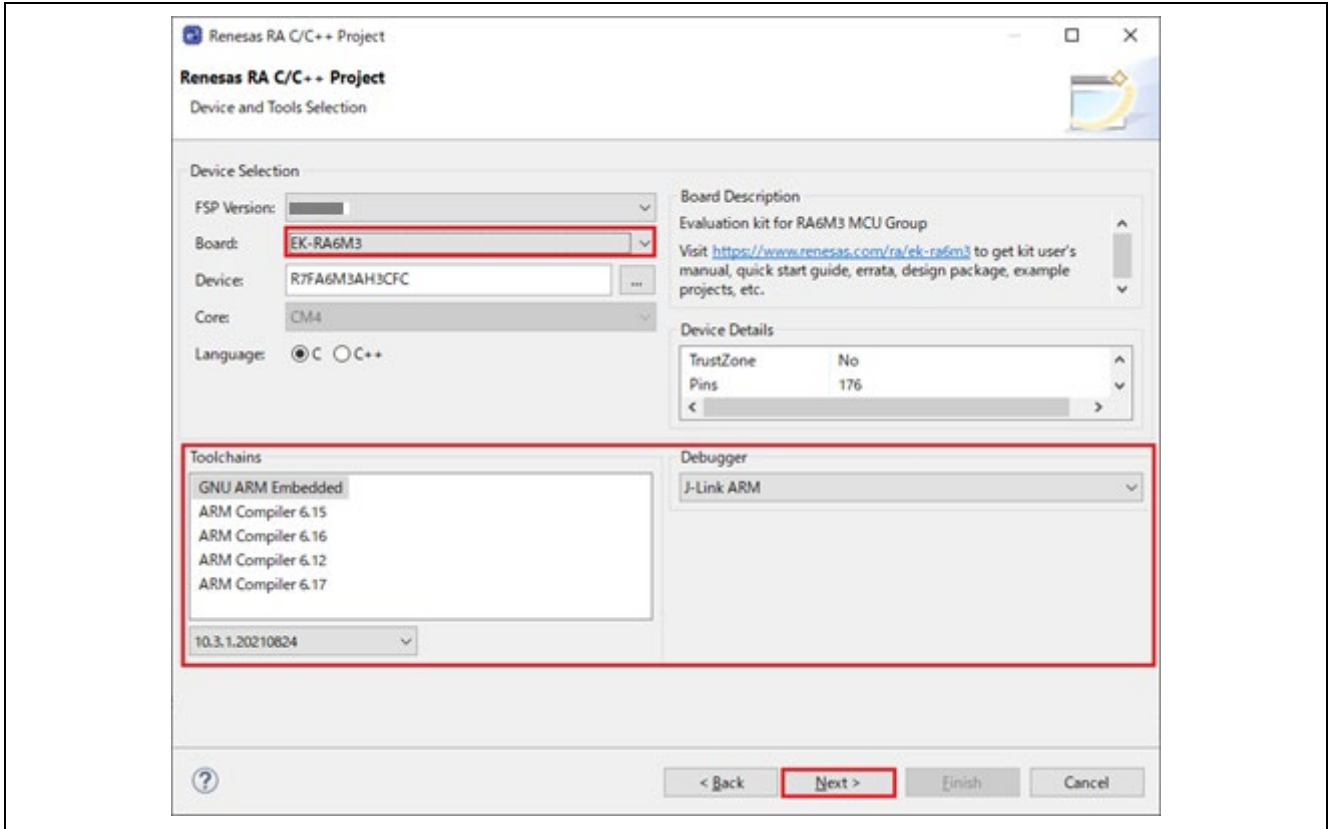 Renesas RA C/C++ Project
Renesas RA C/C++ Project
Device and Tools Selection
Device Selection
FSP Version:
Board: EK-RA6M3
Device: R7FA6M3AH3CFC ...
Core: CM4
Language: C C++
Board Description
Evaluation kit for RA6M3 MCU Group
Visit https://www.renesas.com/ra/ek-ra6m3 to get kit user's
manual, quick start guide, errata, design package, example
projects, etc.
Device Details
TrustZone No
Pins 176
Toolchains
GNU ARM Embedded
ARM Compiler 6.15
ARM Compiler 6.16
ARM Compiler 6.12
ARM Compiler 6.17
10.3.1.20210824
Debugger
J-Link ARM
? < Back Next > Finish Cancel